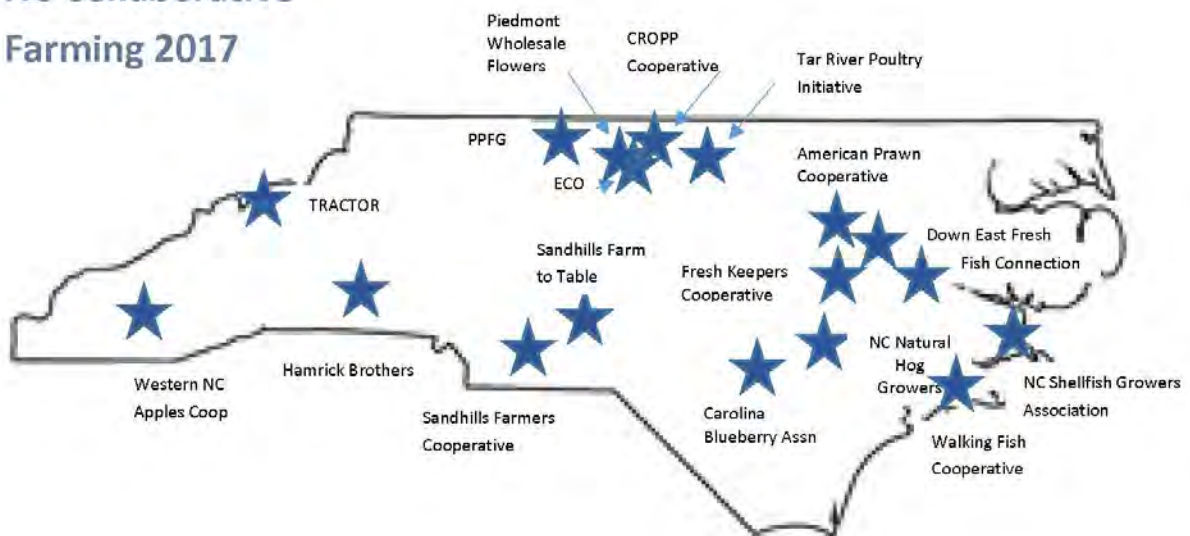 Farming 2017
Piedmont
Wholesale
Flowers
CROPP
Cooperative
Tar River Poultry
Initiative
PPFG
ECO
American Prawn
Cooperative
TRACTOR
Down East Fresh
Fish Connection
Sandhills Farm
to Table
Fresh Keepers
Cooperative
Western NC
Apples Coop
Hamrick Brothers
Sandhills Farmers
Cooperative
Carolina
Blueberry Assn
NC Natural
Hog
Growers
NC Shellfish Growers
Association
Walking Fish
Cooperative